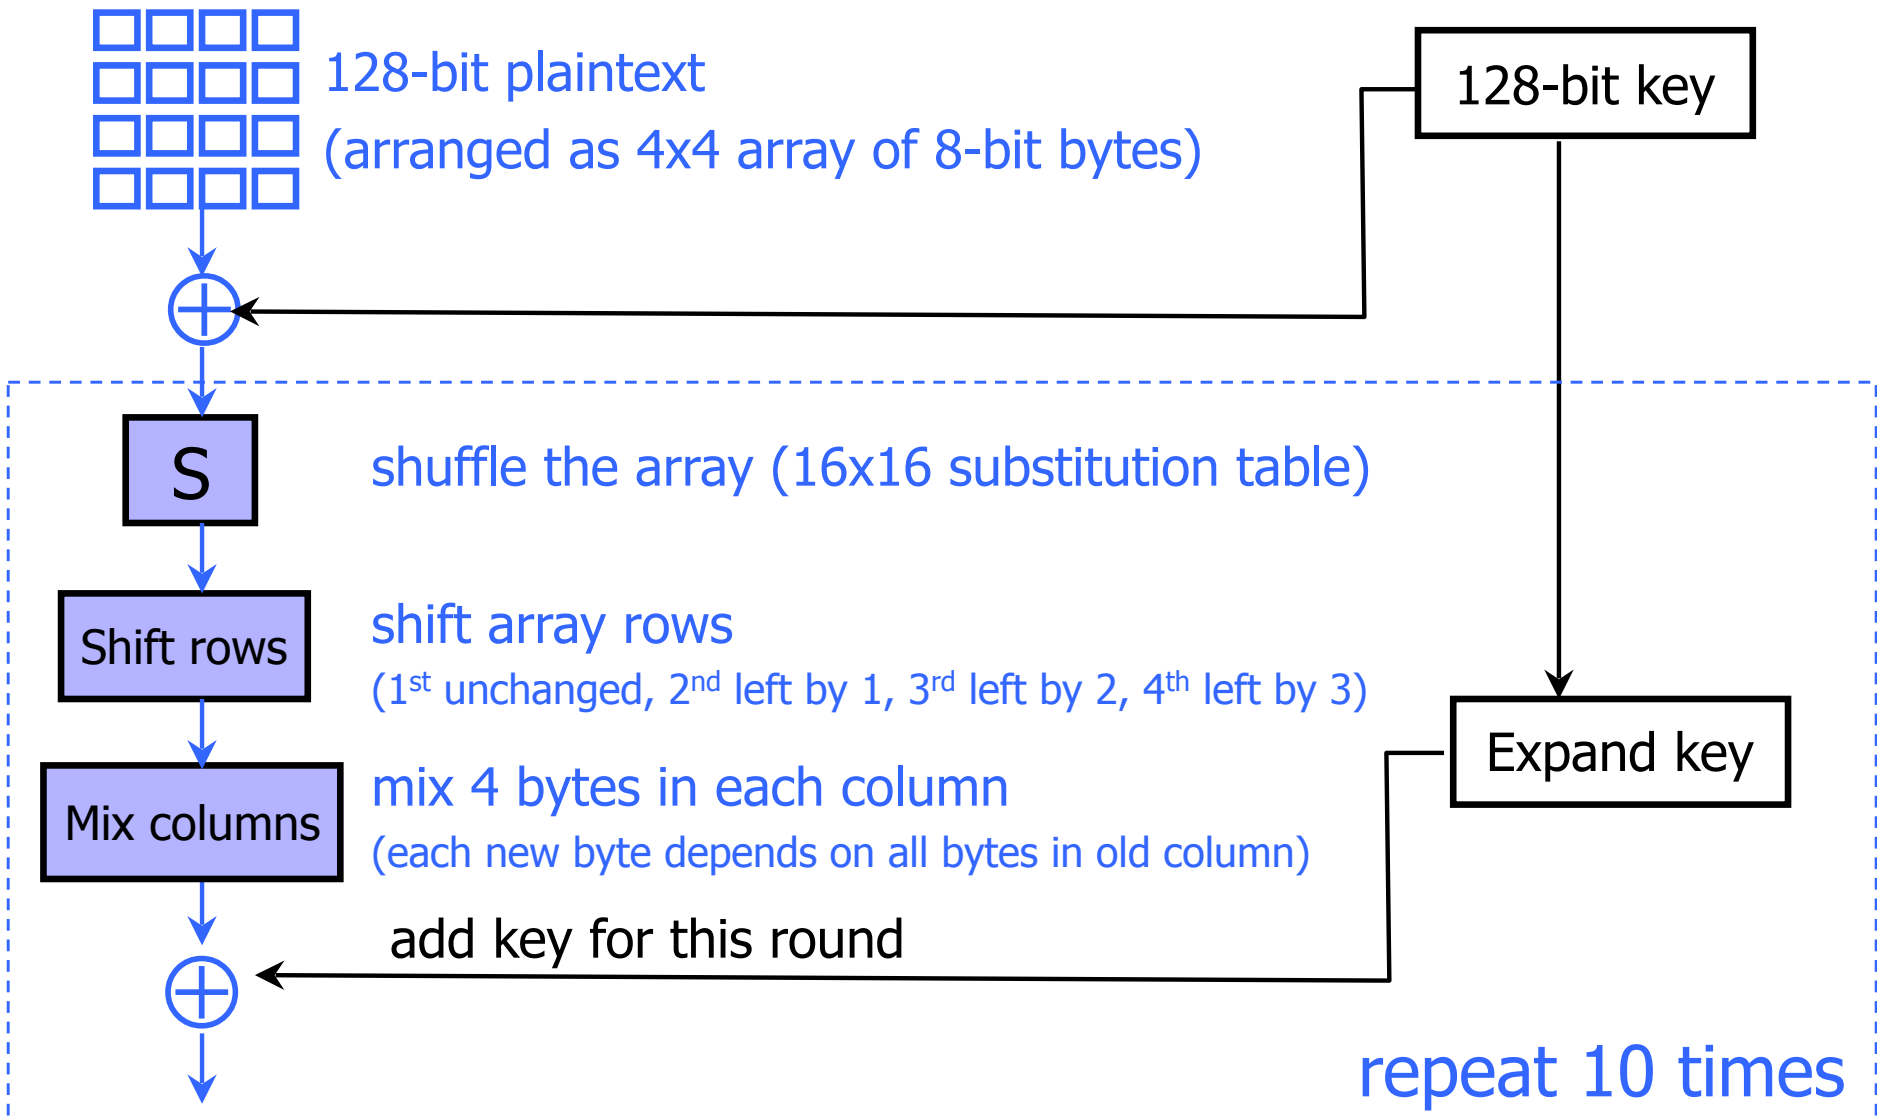 128-bit plaintext
(arranged as 4x4 array of 8-bit bytes)
128-bit key
S
shuffle the array (16x16 substitution table)
Shift rows
shift array rows
(1st unchanged, 2nd left by 1, 3rd left by 2, 4th left by 3)
Expand key
Mix columns
mix 4 bytes in each column
(each new byte depends on all bytes in old column)
add key for this round
repeat 10 times